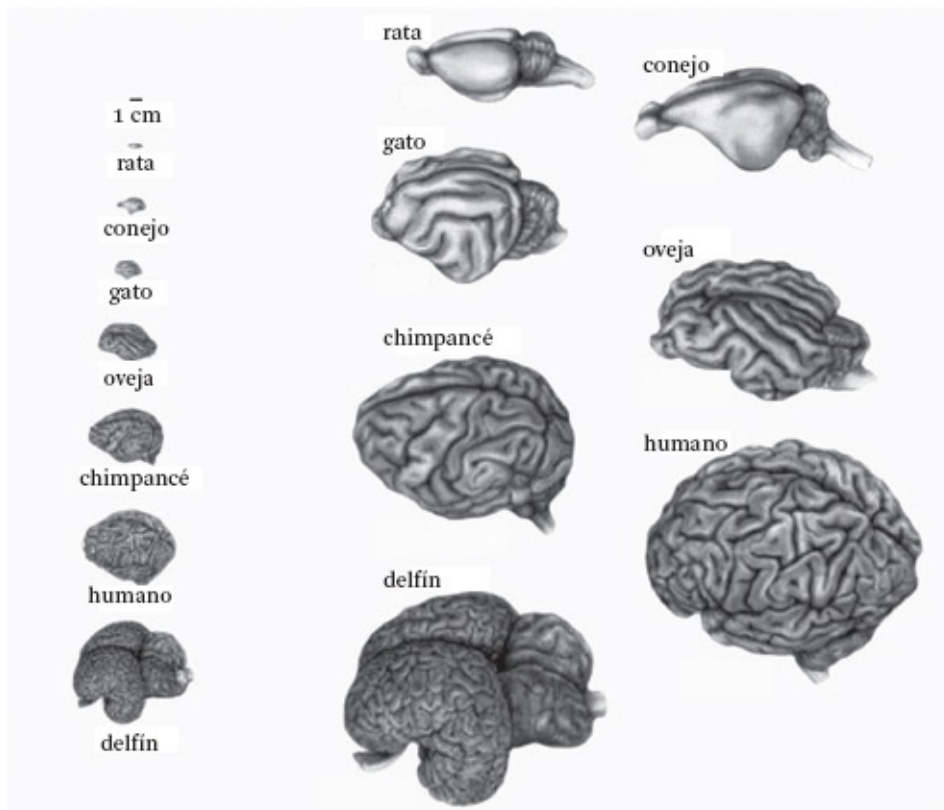 1 cm
rata
conejo
gato
oveja
chimpancé
humano
delfín
rata
conejo
gato
oveja
chimpancé
humano
delfín